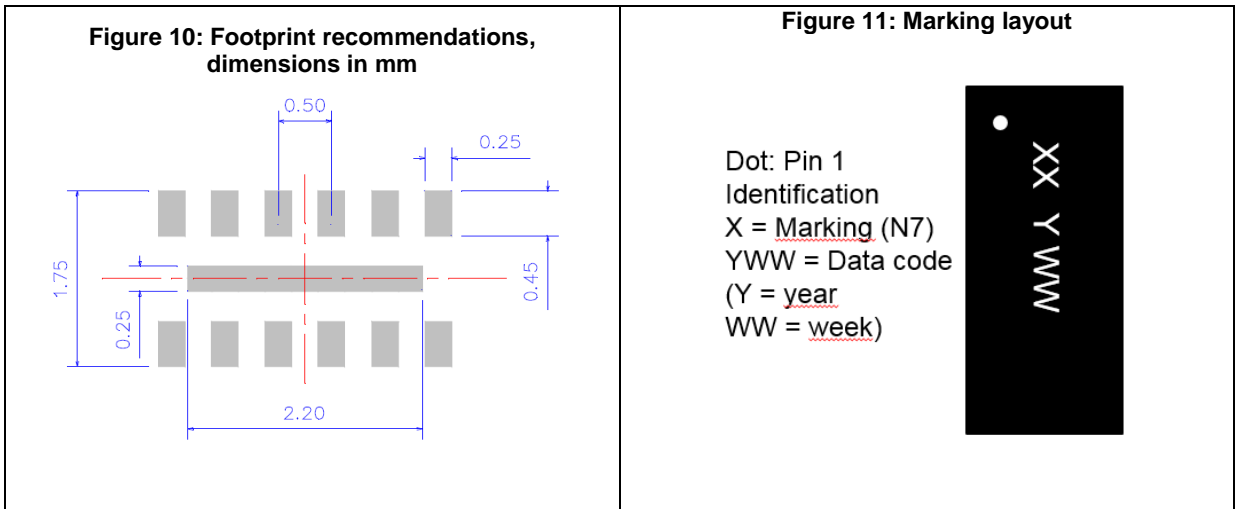 Figure 10: Footprint recommendations,
dimensions in mm
0.50
0.25
1.75
0.45
0.25
2.20
Figure 11: Marking layout
Dot: Pin 1
Identification
X = Marking (N7)
YWW = Data code
(Y = year
WW = week)
XX Y WW